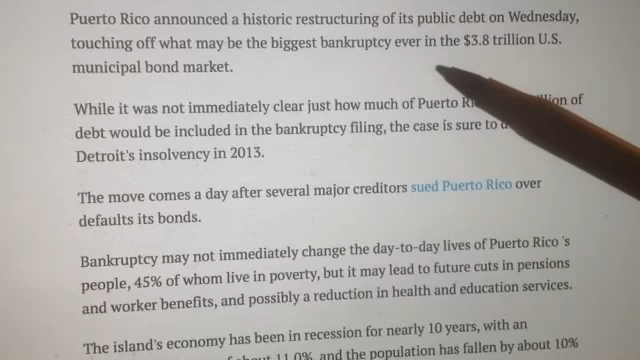 Puerto Rico announced a historic restructuring of its public debt on Wednesday,
touching off what may be the biggest bankruptcy ever in the $3.8 trillion U.S.
municipal bond market.
While it was not immediately clear just how much of Puerto of
debt would be included in the bankruptcy filing, the case is sure to
Detroit's insolvency in 2013.
The move comes a day after several major creditors sued Puerto Rico over
defaults its bonds.
Bankruptcy may not immediately change the day-to-day lives of Puerto Rico 's
people, 45% of whom live in poverty, but it may lead to future cuts in pensions
and worker benefits, and possibly a reduction in health and education services.
The island's economy has been in recession for nearly 10 years, with an
11.0%, and the population has fallen by about 10%